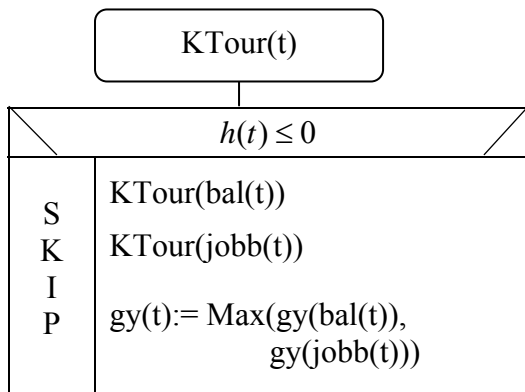 KTour(t)
h(t) ≤ 0
S
K
I
P
KTour(bal(t))
KTour(jobb(t))
gy(t):= Max(gy(bal(t)),
gy(jobb(t)))